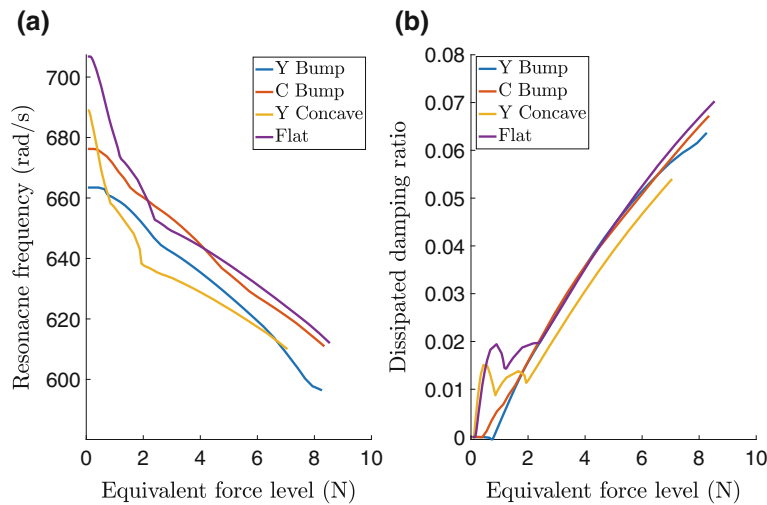 (a)
Y Bump
C Bump
Y Concave
Flat
700
680
660
640
620
600
0 2 4 6 8 10
Resonacne frequency (rad/s)
Equivalent force level (N)
(b)
Y Bump
C Bump
Y Concave
Flat
0.08
0.07
0.06
0.05
0.04
0.03
0.02
0.01
0
0 2 4 6 8 10
Dissipated damping ratio
Equivalent force level (N)